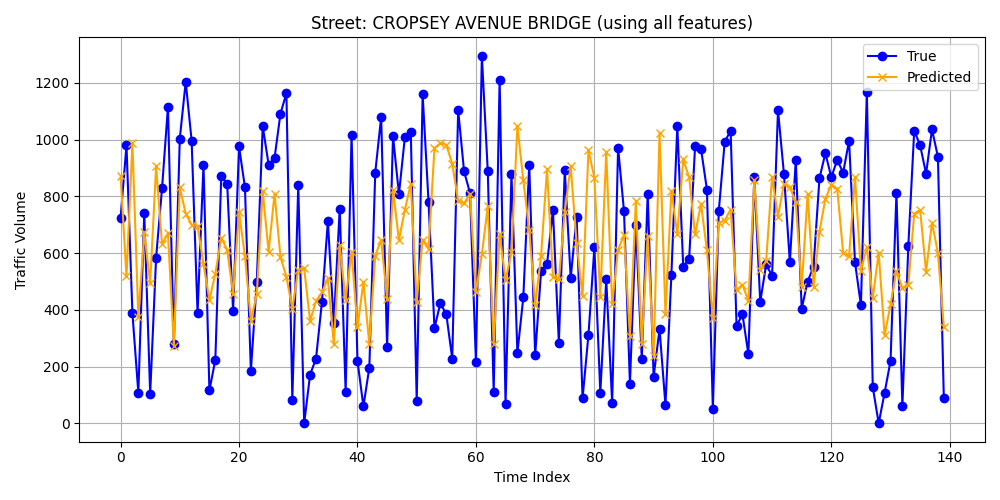 Street: CROPSEY AVENUE BRIDGE (using all features)
True
Predicted
Traffic Volume
1200
1000
800
600
400
200
0
0 20 40 60 80 100 120 140
Time Index